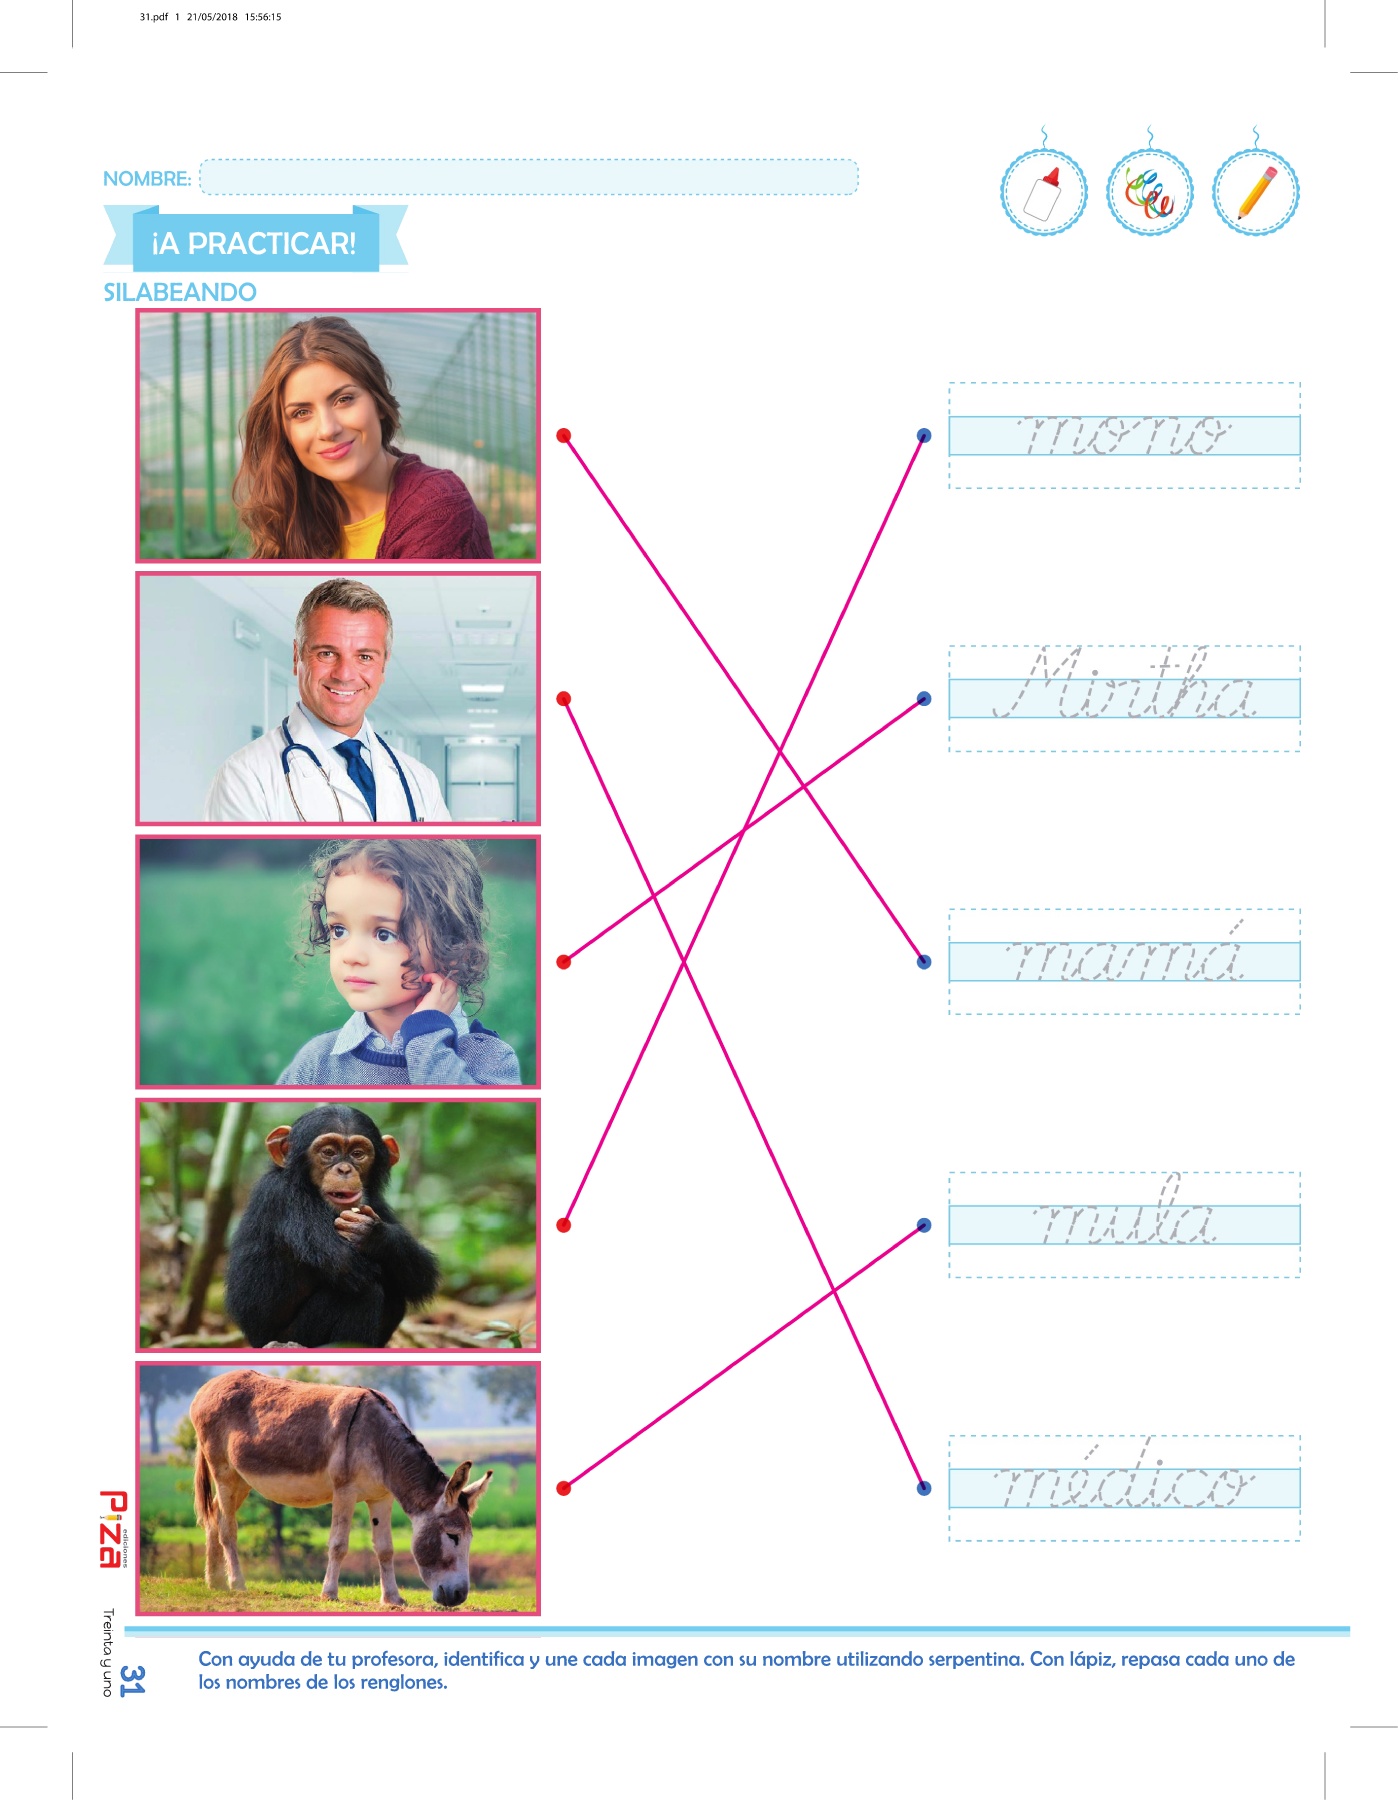 31.pdf 1 21/05/2018 15:56:15
NOMBRE:
¡A PRACTICAR!
SILABEANDO
mono
Mirtha
mamá
mula
médico
Piza
ediciones
Treinta y uno
31
Con ayuda de tu profesora, identifica y une cada imagen con su nombre utilizando serpentina. Con lápiz, repasa cada uno de
los nombres de los renglones.